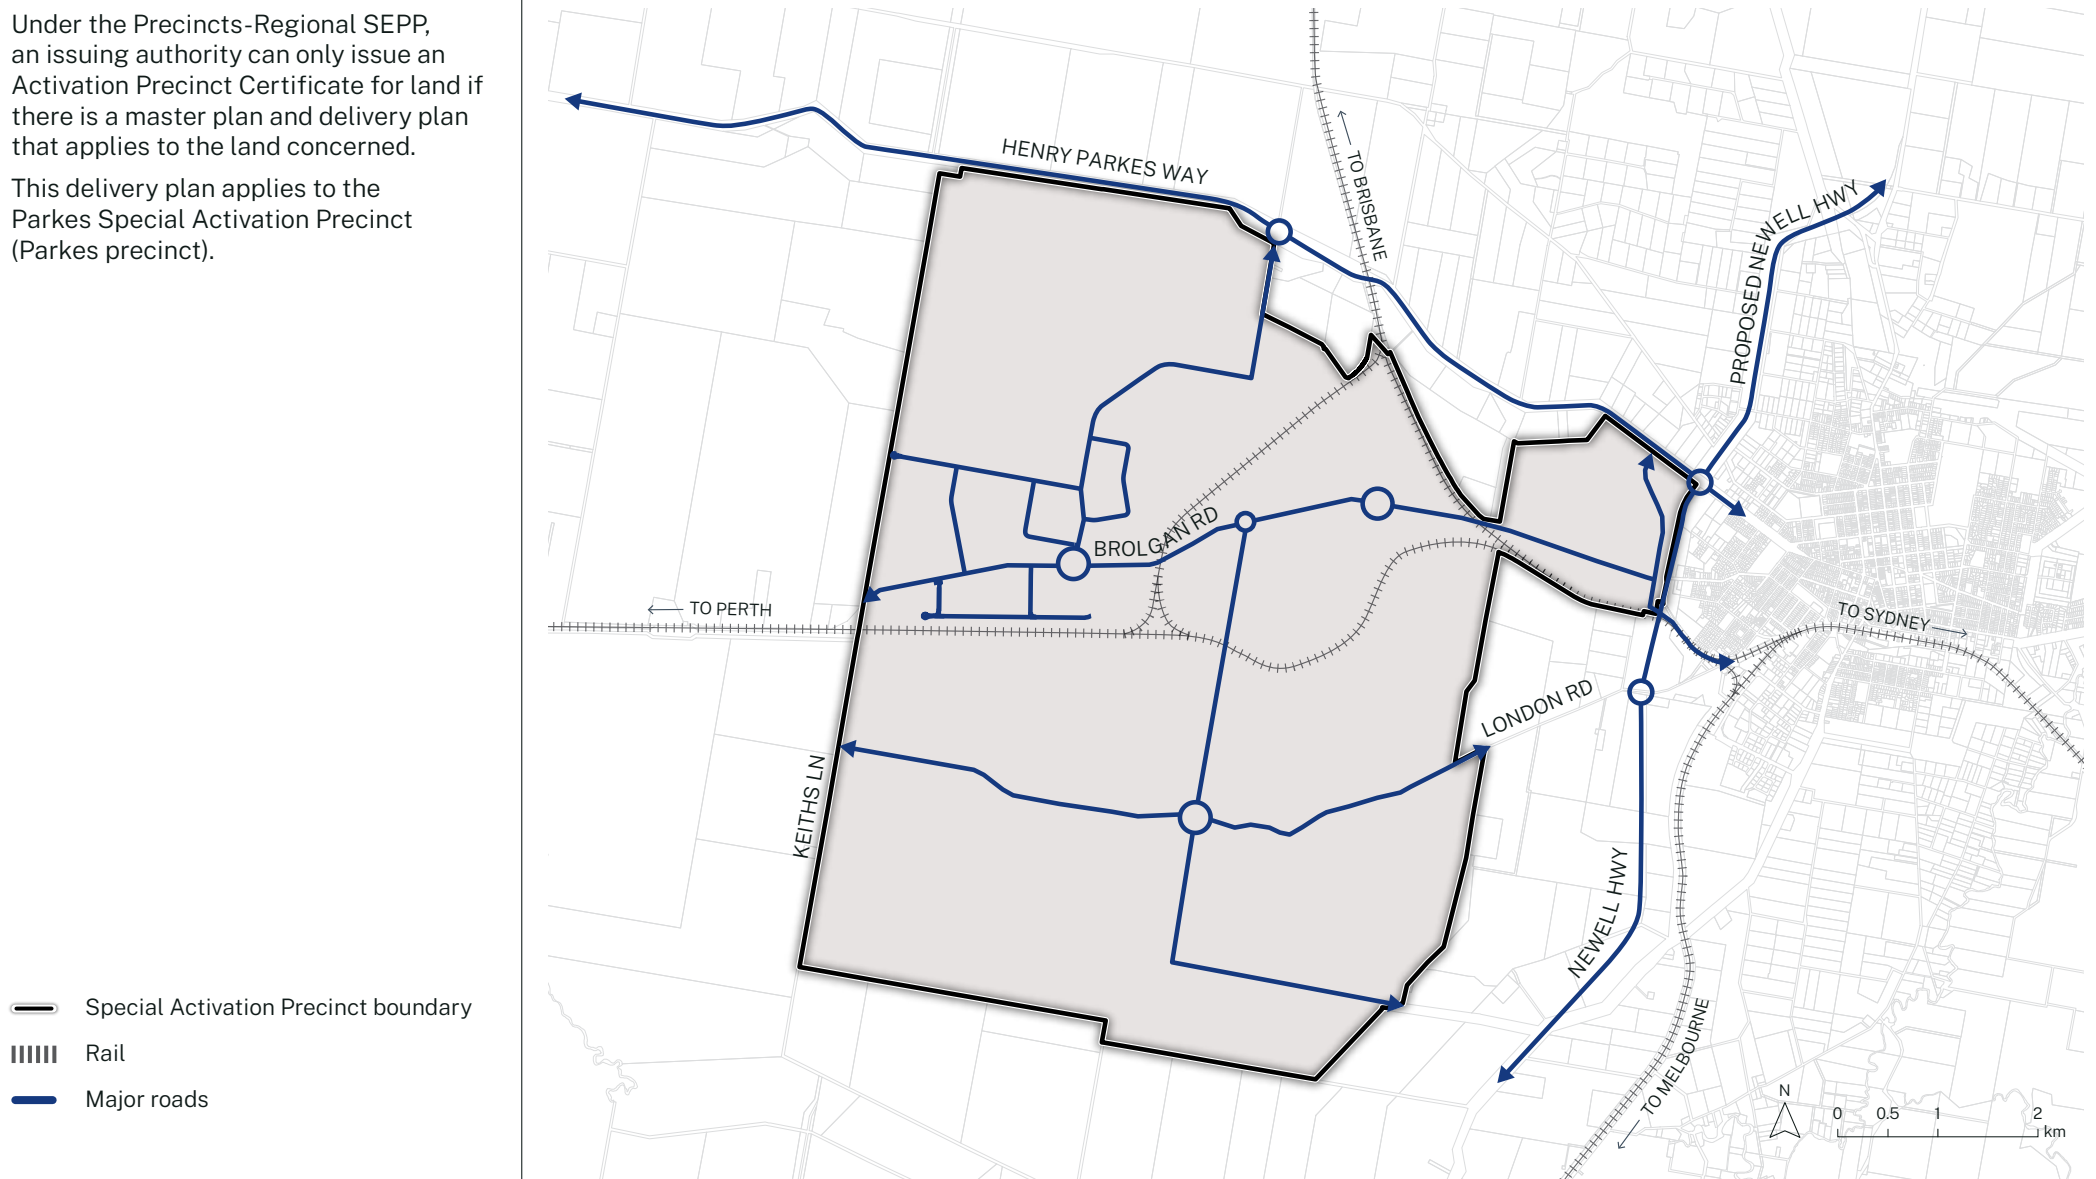 Under the Precincts-Regional SEPP,
an issuing authority can only issue an
Activation Precinct Certificate for land if
there is a master plan and delivery plan
that applies to the land concerned.
This delivery plan applies to the
Parkes Special Activation Precinct
(Parkes precinct).
Special Activation Precinct boundary
Rail
Major roads
HENRY PARKES WAY
TO BRISBANE
PROPOSED NEWELL HWY
BROLGAN RD
TO PERTH
TO SYDNEY
LONDON RD
KEITHS LN
NEWELL HWY
TO MELBOURNE
N
0 0.5 1 2
km